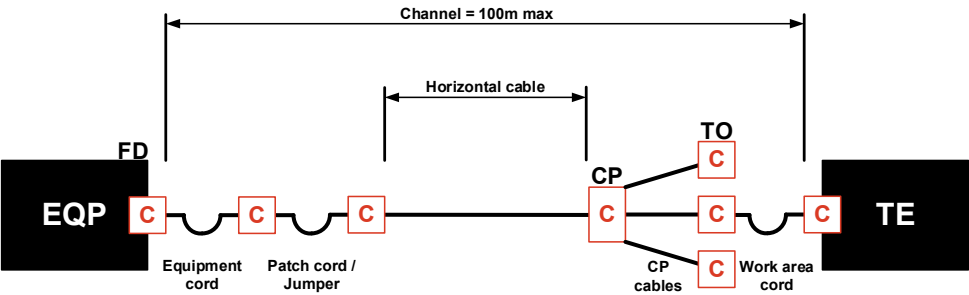 Channel = 100m max
Horizontal cable
TO
FD
C
CP
EQP
C
C
C
C
C
C
TE
C
Equipment
cord
Patch cord /
Jumper
CP
cables
Work area
cord